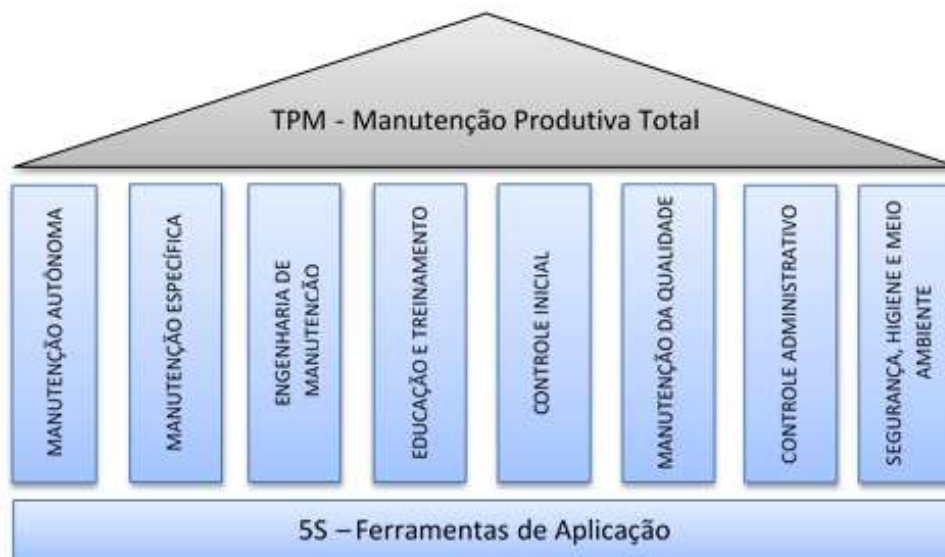 TPM - Manutenção Produtiva Total
MANUTENÇÃO AUTÔNOMA
MANUTENÇÃO ESPECÍFICA
ENGENHARIA DE
MANUTENCÃO
EDUCAÇÃO E TREINAMENTO
CONTROLE INICIAL
MANUTENÇÃO DA QUALIDADE
CONTROLE ADMINISTRATIVO
SEGURANÇA, HIGIENE E MEIO
AMBIENTE
5S – Ferramentas de Aplicação